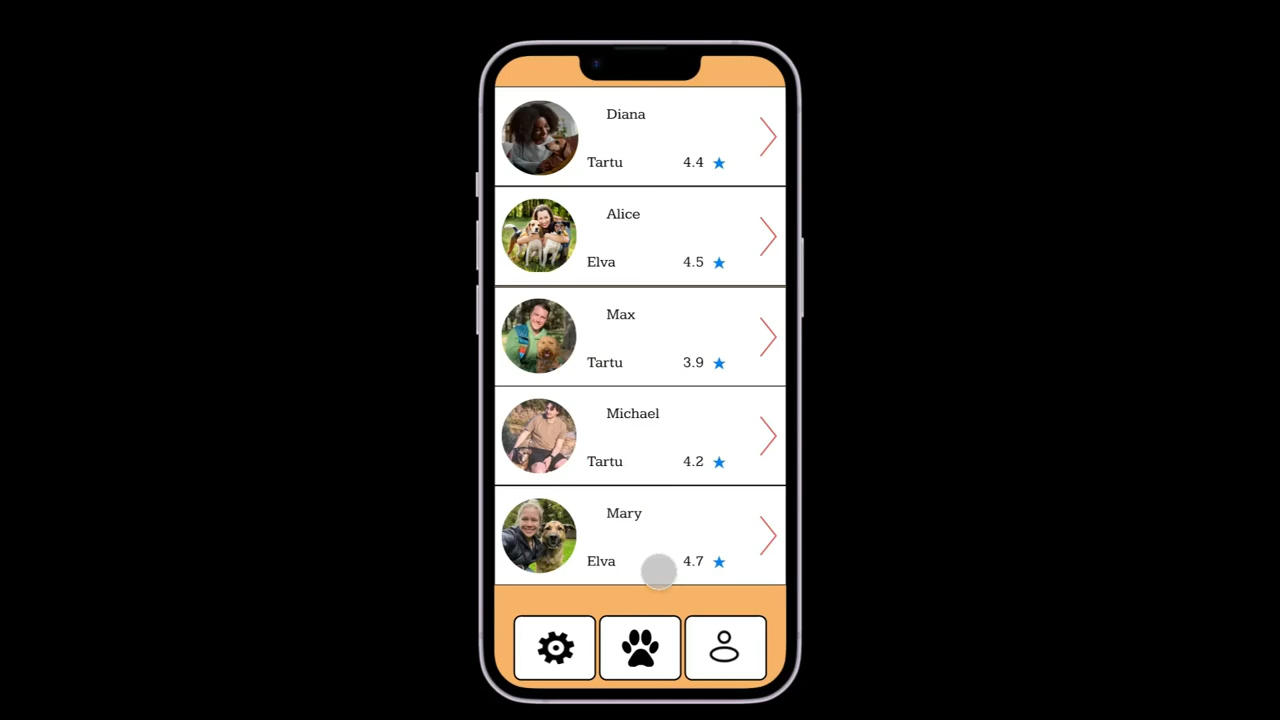 Diana
Tartu 4.4
Alice
Elva 4.5
Max
Tartu 3.9
Michael
Tartu 4.2
Mary
Elva 4.7